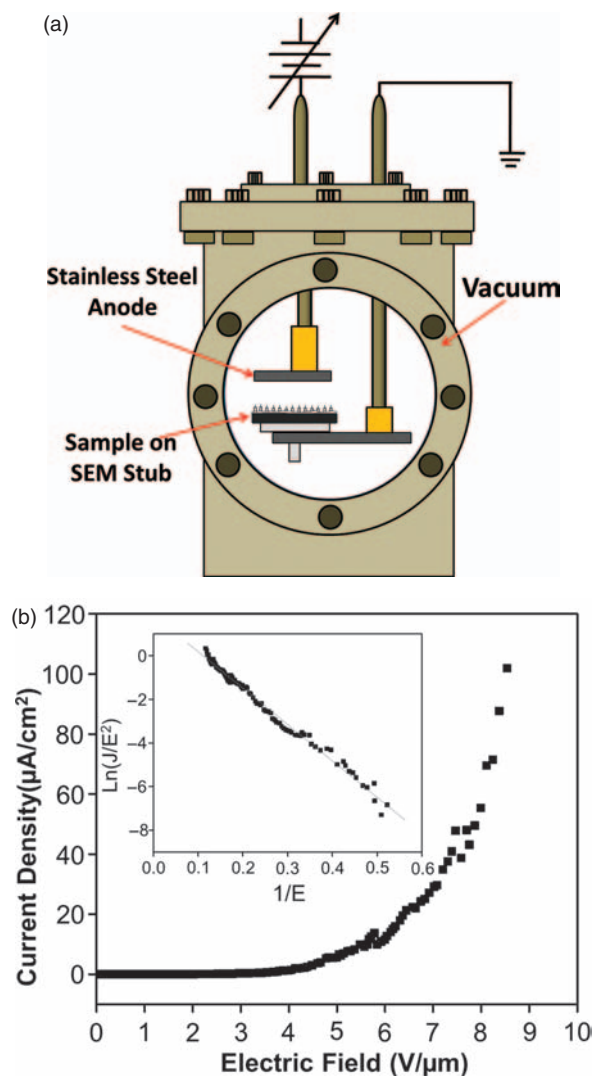 (a)
Stainless Steel
Anode
Vacuum
Sample on
SEM Stub
(b)
120
100
80
60
40
20
0
Current Density(µA/cm²)
0
−2
−4
−6
−8
Ln(J/E²)
0.0 0.1 0.2 0.3 0.4 0.5 0.6
1/E
0 1 2 3 4 5 6 7 8 9 10
Electric Field (V/µm)